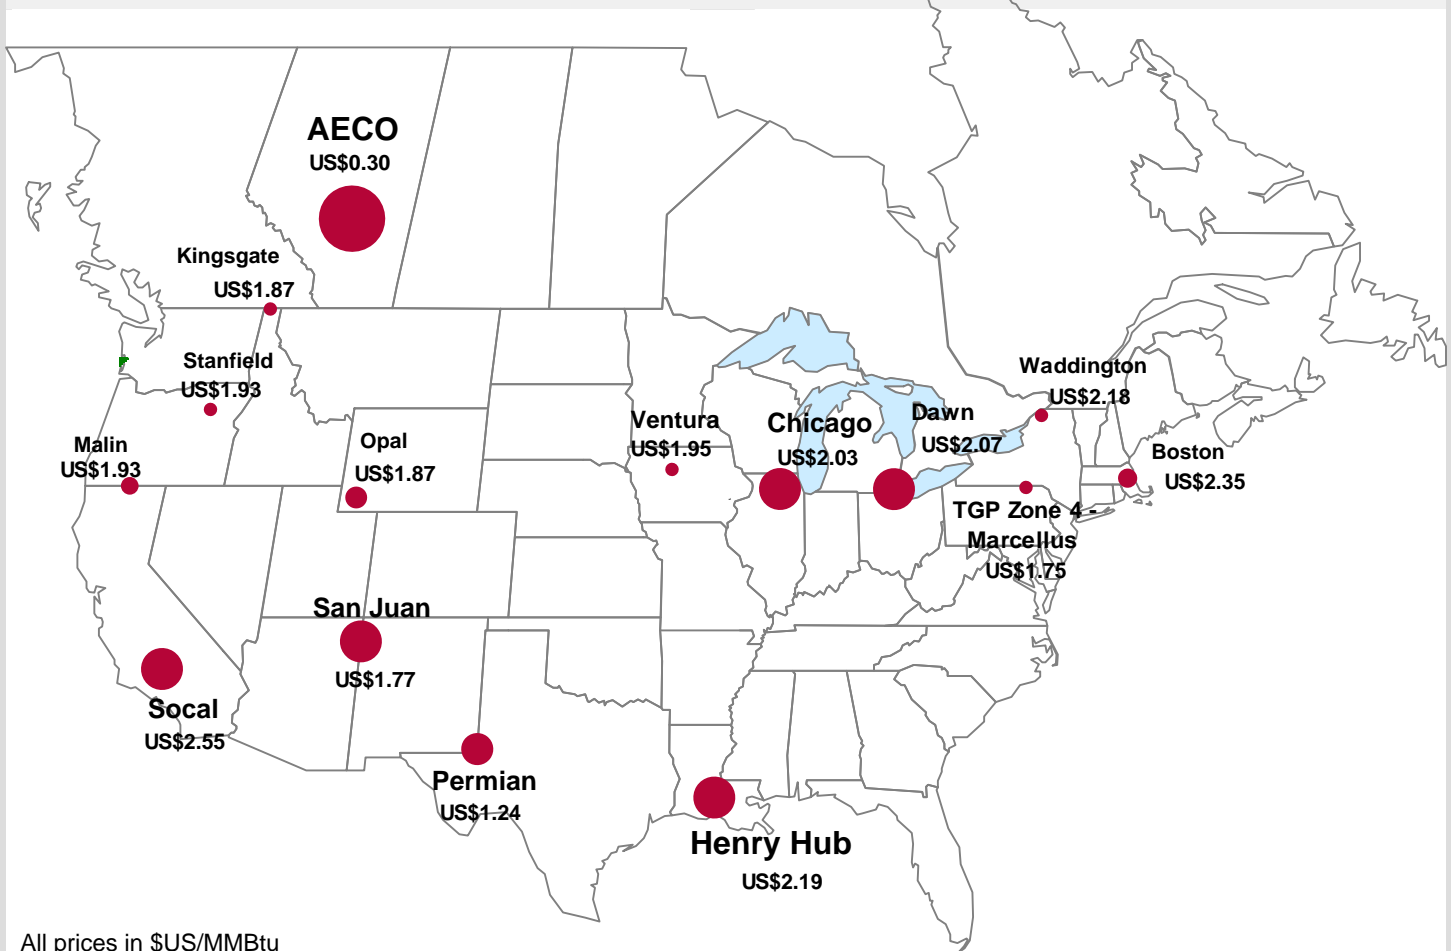 AECO
US$0.30
Kingsgate
US$1.87
Stanfield
US$1.93
Waddington
US$2.18
Ventura
US$1.95
Chicago
US$2.03
Dawn
US$2.07
Malin
US$1.93
Opal
US$1.87
Boston
US$2.35
TGP Zone 4 -
Marcellus
US$1.75
San Juan
US$1.77
Socal
US$2.55
Permian
US$1.24
Henry Hub
US$2.19
All prices in $US/MMBtu